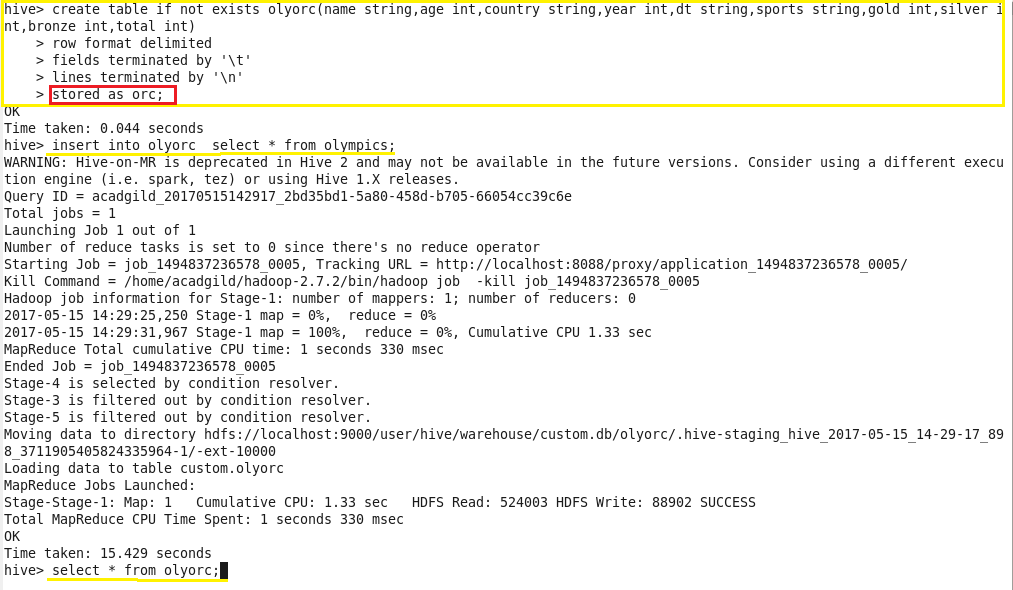 hive> create table if not exists olyorc(name string,age int,country string,year int,dt string,sports string,gold int,silver i
nt,bronze int,total int)
    > row format delimited
    > fields terminated by '\t'
    > lines terminated by '\n'
    > stored as orc;
OK
Time taken: 0.044 seconds
hive> insert into olyorc  select * from olympics;
WARNING: Hive-on-MR is deprecated in Hive 2 and may not be available in the future versions. Consider using a different execu
tion engine (i.e. spark, tez) or using Hive 1.X releases.
Query ID = acadgild_20170515142917_2bd35bd1-5a80-458d-b705-66054cc39c6e
Total jobs = 1
Launching Job 1 out of 1
Number of reduce tasks is set to 0 since there's no reduce operator
Starting Job = job_1494837236578_0005, Tracking URL = http://localhost:8088/proxy/application_1494837236578_0005/
Kill Command = /home/acadgild/hadoop-2.7.2/bin/hadoop job  -kill job_1494837236578_0005
Hadoop job information for Stage-1: number of mappers: 1; number of reducers: 0
2017-05-15 14:29:25,250 Stage-1 map = 0%,  reduce = 0%
2017-05-15 14:29:31,967 Stage-1 map = 100%,  reduce = 0%, Cumulative CPU 1.33 sec
MapReduce Total cumulative CPU time: 1 seconds 330 msec
Ended Job = job_1494837236578_0005
Stage-4 is selected by condition resolver.
Stage-3 is filtered out by condition resolver.
Stage-5 is filtered out by condition resolver.
Moving data to directory hdfs://localhost:9000/user/hive/warehouse/custom.db/olyorc/.hive-staging_hive_2017-05-15_14-29-17_89
8_3711905405824335964-1/-ext-10000
Loading data to table custom.olyorc
MapReduce Jobs Launched:
Stage-Stage-1: Map: 1   Cumulative CPU: 1.33 sec   HDFS Read: 524003 HDFS Write: 88902 SUCCESS
Total MapReduce CPU Time Spent: 1 seconds 330 msec
OK
Time taken: 15.429 seconds
hive> select * from olyorc;